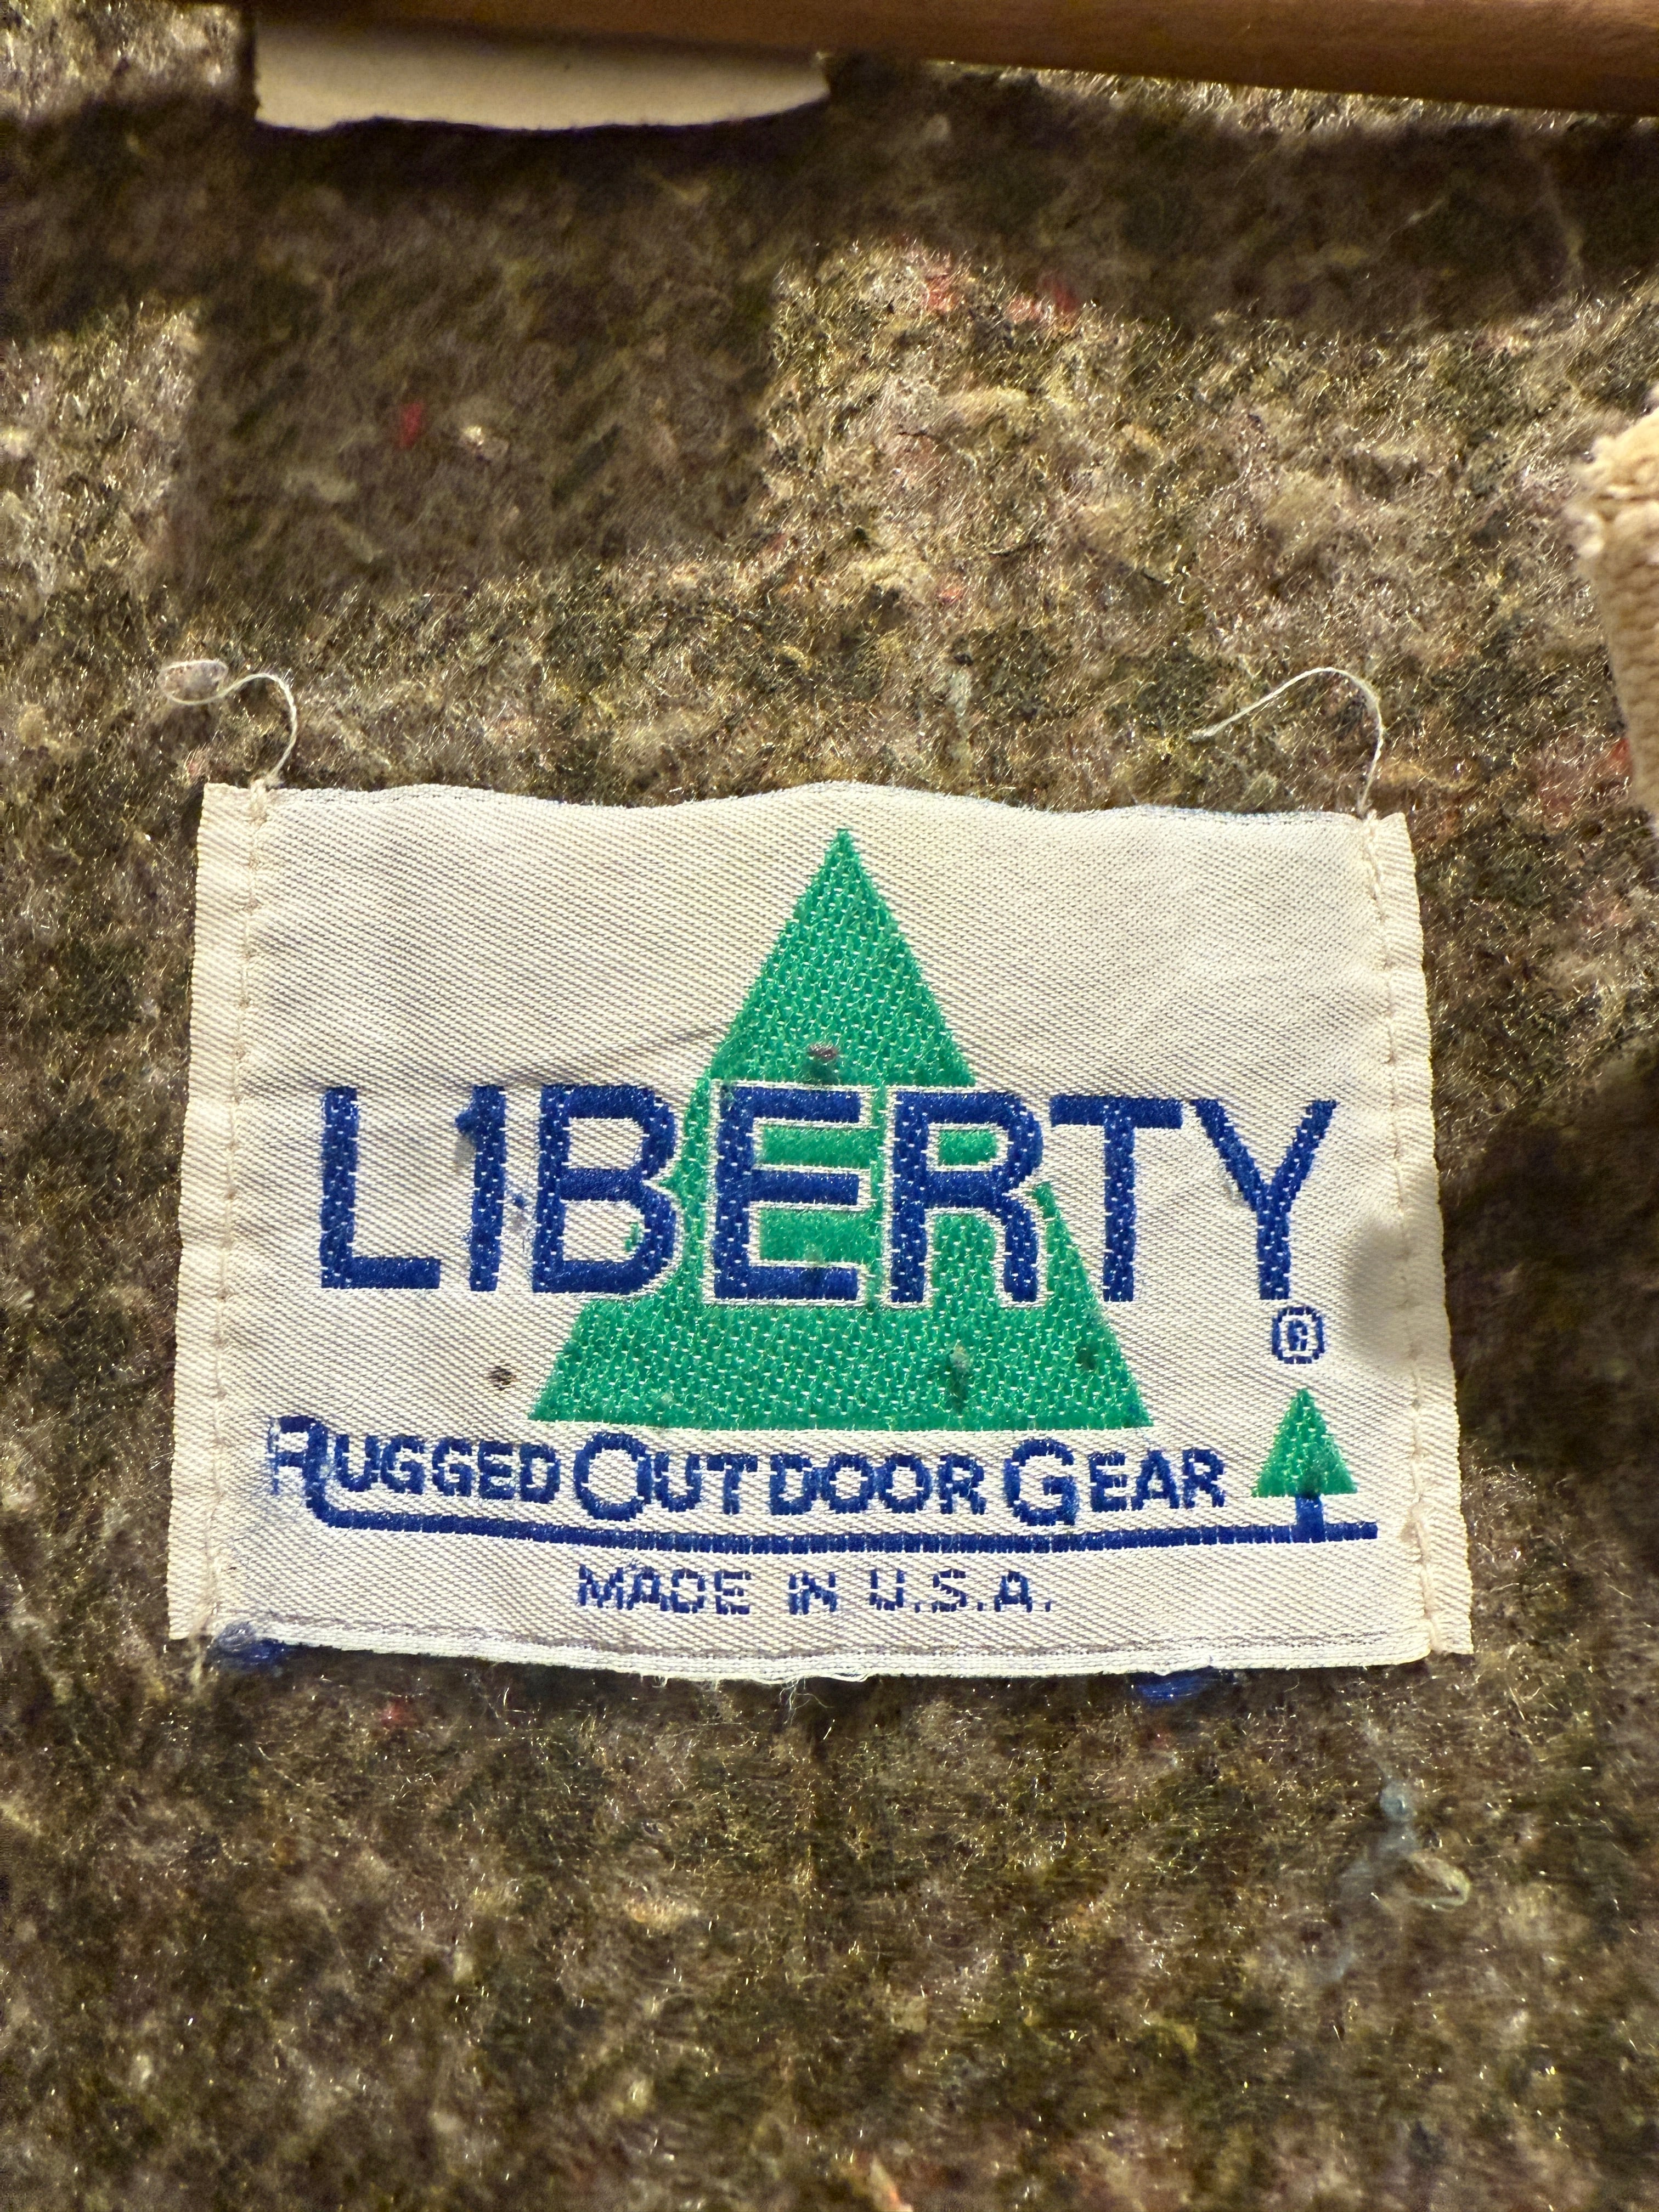 LIBERTY
®
RUGGED OUTDOOR GEAR
MADE IN U.S.A.